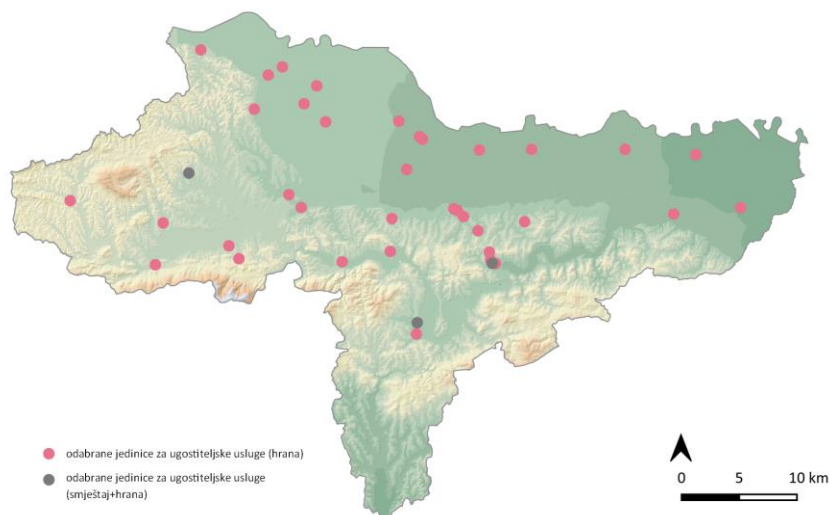 odabrane jedinice za ugostiteljske usluge (hrana)
odabrane jedinice za ugostiteljske usluge
(smještaj+hrana)
0 5 10 km